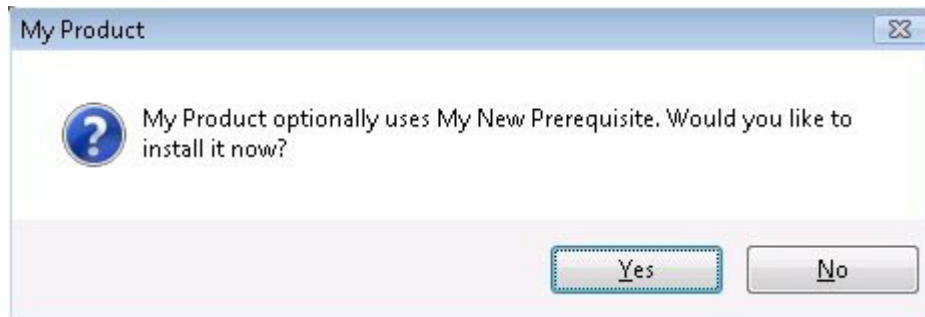 My Product
My Product optionally uses My New Prerequisite. Would you like to
install it now?
Yes
No